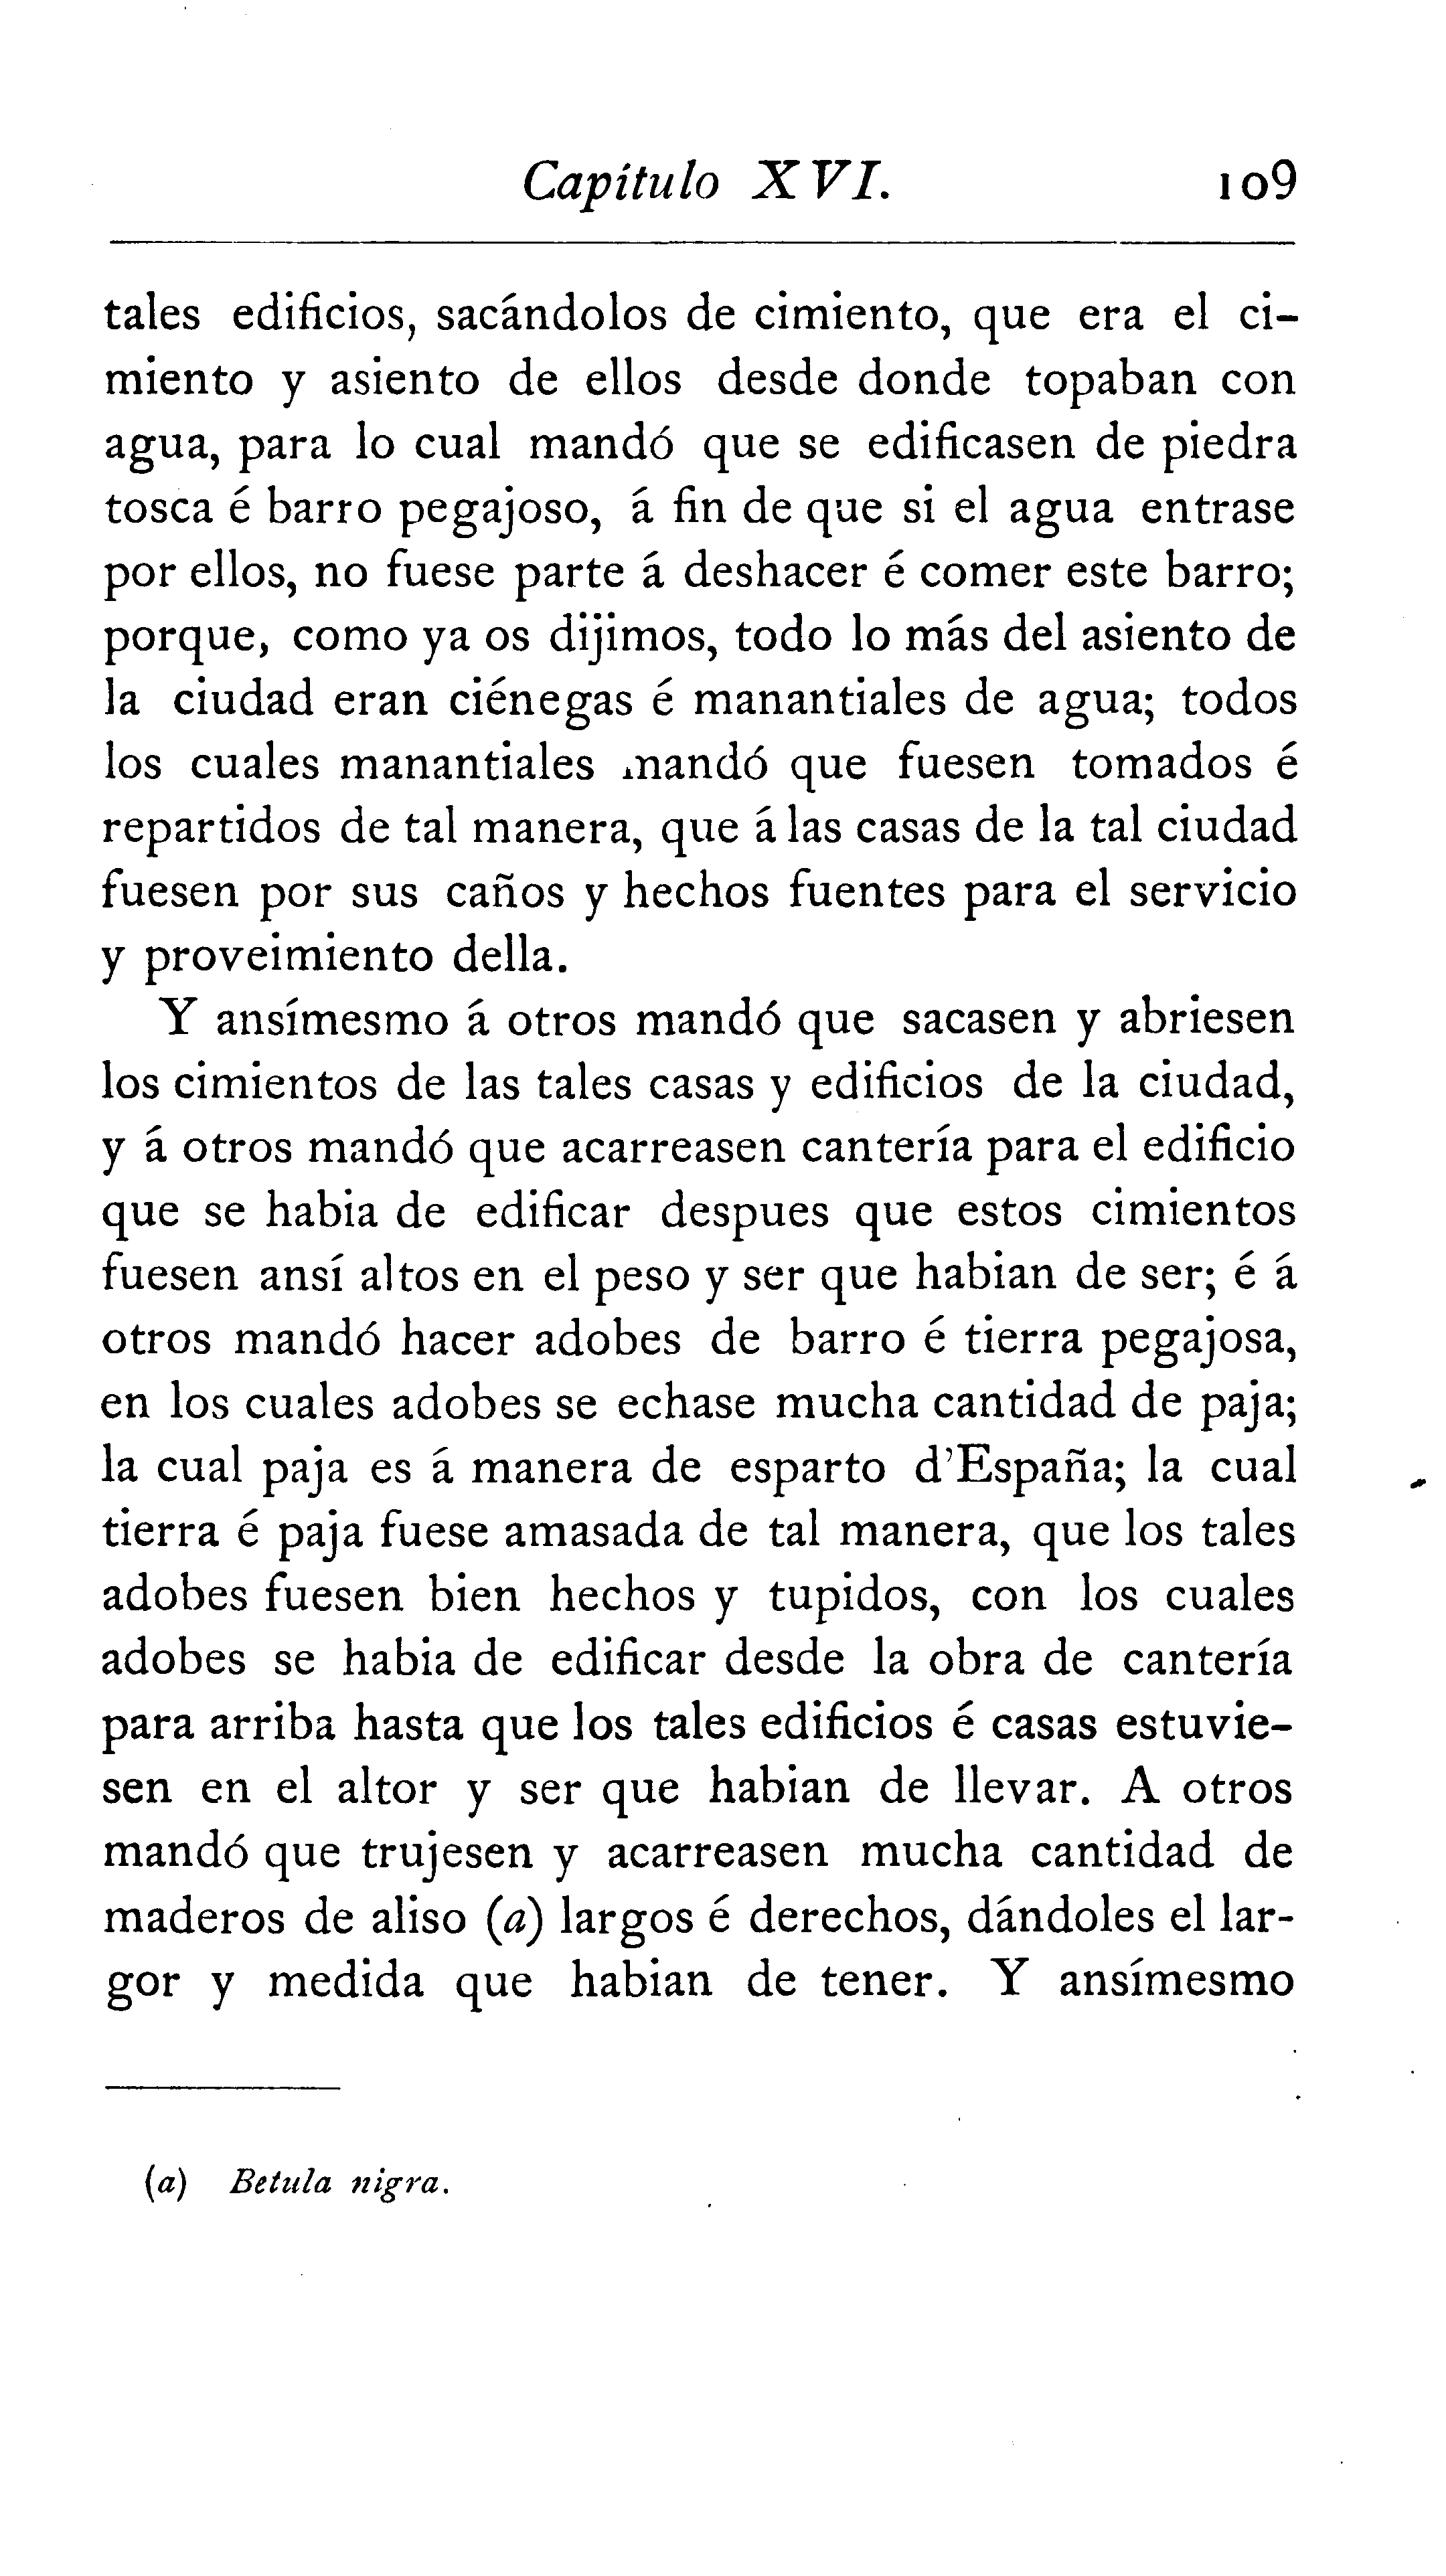 Capítulo XVI. 109
tales edificios, sacándolos de cimiento, que era el ci-
miento y asiento de ellos desde donde topaban con
agua, para lo cual mandó que se edificasen de piedra
tosca é barro pegajoso, á fin de que si el agua entrase
por ellos, no fuese parte á deshacer é comer este barro;
porque, como ya os dijimos, todo lo más del asiento de
la ciudad eran ciénegas é manantiales de agua; todos
los cuales manantiales mandó que fuesen tomados é
repartidos de tal manera, que á las casas de la tal ciudad
fuesen por sus caños y hechos fuentes para el servicio
y proveimiento della.
Y ansímesmo á otros mandó que sacasen y abriesen
los cimientos de las tales casas y edificios de la ciudad,
y á otros mandó que acarreasen cantería para el edificio
que se habia de edificar despues que estos cimientos
fuesen ansí altos en el peso y ser que habian de ser; é á
otros mandó hacer adobes de barro é tierra pegajosa,
en los cuales adobes se echase mucha cantidad de paja;
la cual paja es á manera de esparto d'España; la cual
tierra é paja fuese amasada de tal manera, que los tales
adobes fuesen bien hechos y tupidos, con los cuales
adobes se habia de edificar desde la obra de cantería
para arriba hasta que los tales edificios é casas estuvie-
sen en el altor y ser que habian de llevar. A otros
mandó que trujesen y acarreasen mucha cantidad de
maderos de aliso (a) largos é derechos, dándoles el lar-
gor y medida que habian de tener. Y ansímesmo
(a) Betula nigra.